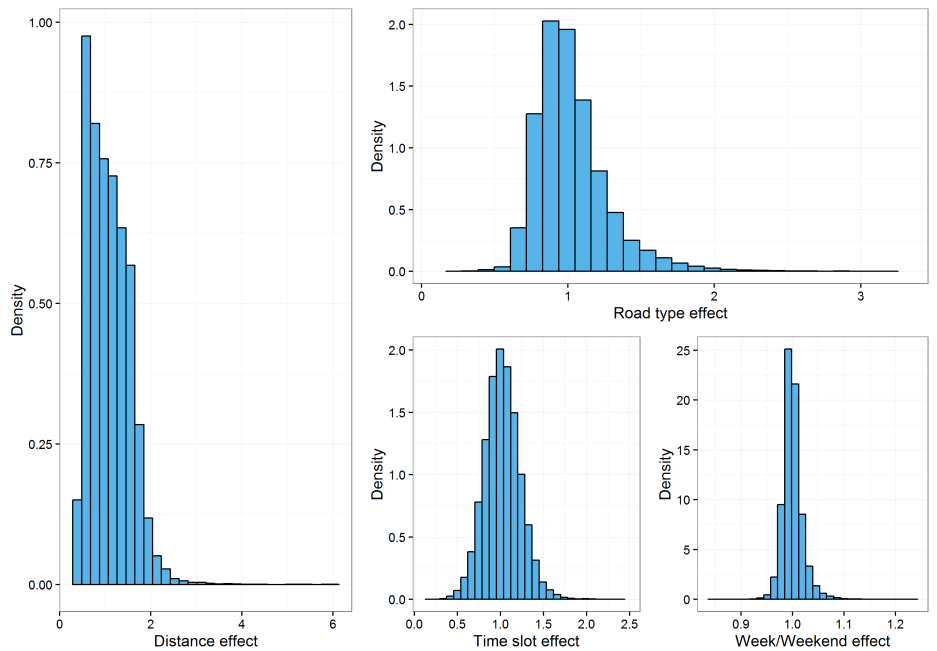 1.00
0.75
0.50
0.25
0.00
Density
0 2 4 6
Distance effect
2.0
1.5
1.0
0.5
0.0
Density
0 1 2 3
Road type effect
2.0
1.5
1.0
0.5
0.0
Density
0.0 0.5 1.0 1.5 2.0 2.5
Time slot effect
25
20
15
10
5
0
Density
0.9 1.0 1.1 1.2
Week/Weekend effect